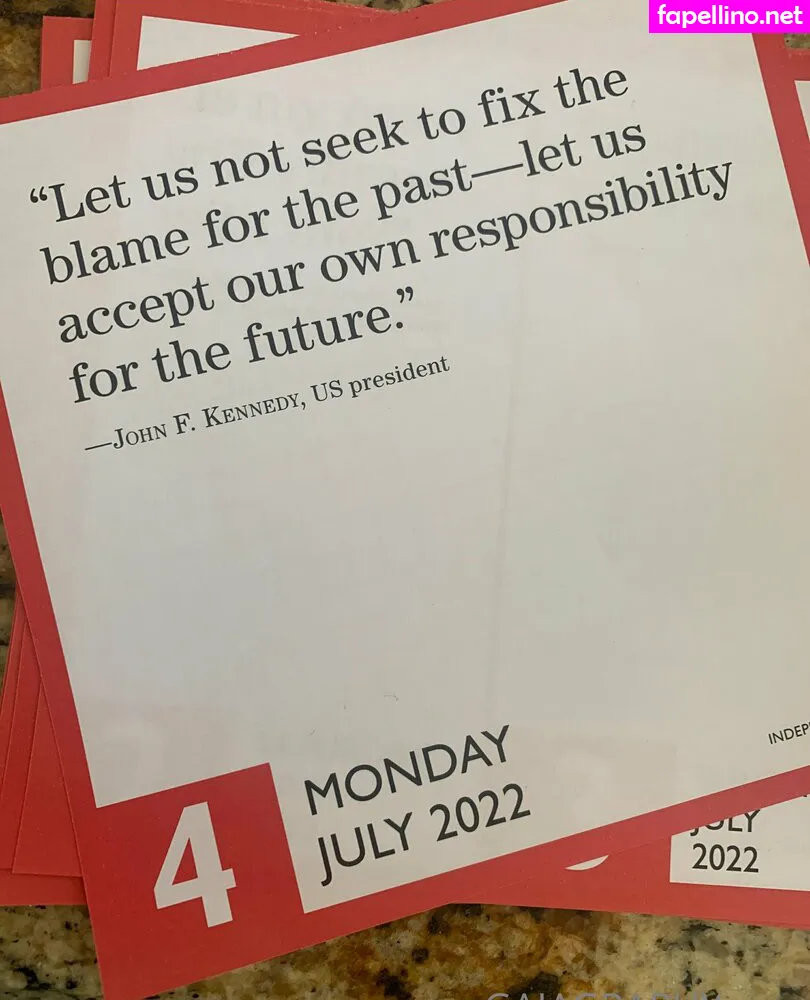 fapellino.net
“Let us not seek to fix the
blame for the past—let us
accept our own responsibility
for the future.”
—John F. Kennedy, US president
INDEP
4
MONDAY
JULY 2022
JULY
2022